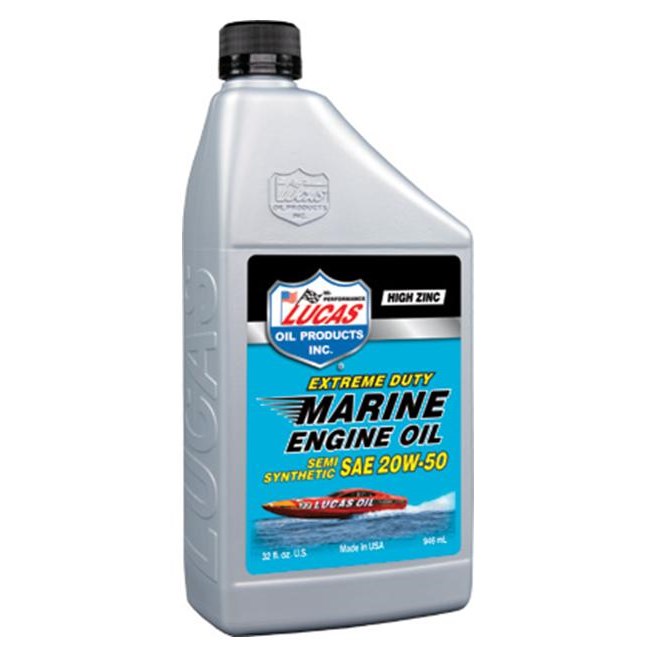 LUCAS
OIL PRODUCTS
INC.
LUCAS
HIGH ZINC
PERFORMANCE
LUCAS
OIL PRODUCTS
INC.
®
EXTREME DUTY
MARINE
ENGINE OIL
SEMI
SYNTHETIC
SAE 20W-50
LUCAS OIL
32 fl. oz. U.S.
Made in USA
946 mL